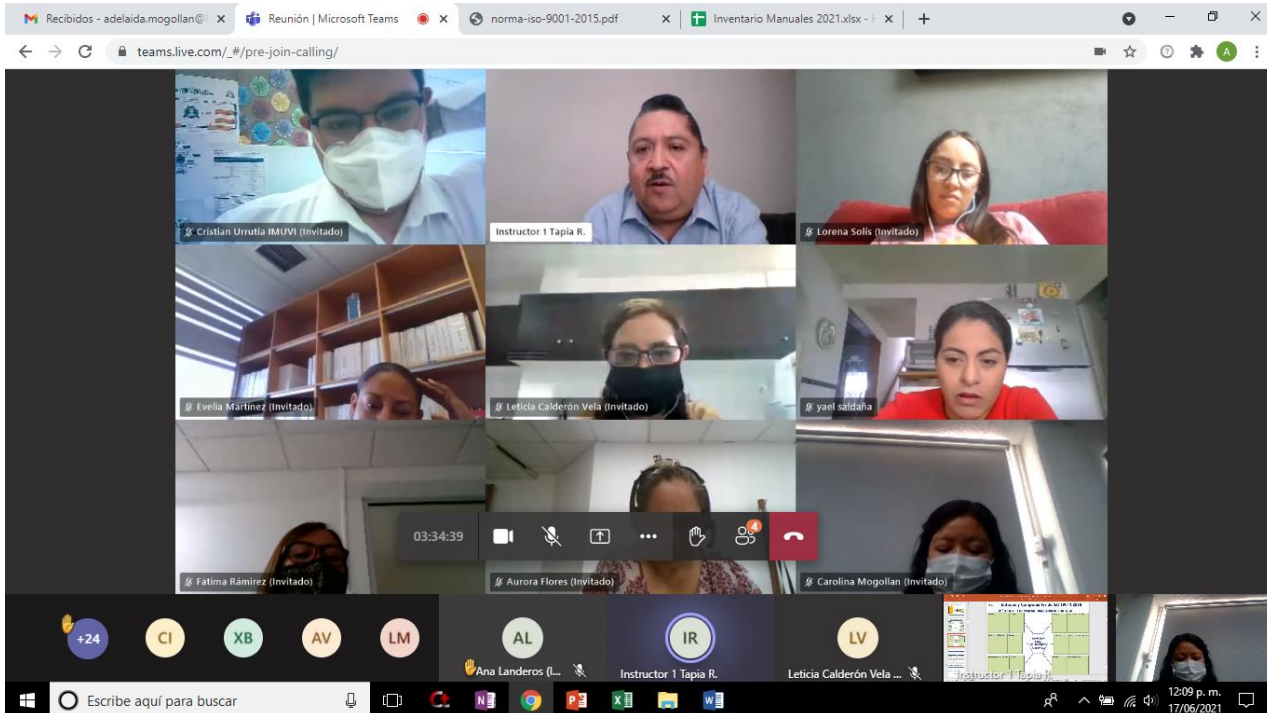 Recibidos - adelaida.mogollan@
Reunión | Microsoft Teams
norma-iso-9001-2015.pdf
Inventario Manuales 2021.xlsx -
teams.live.com/_#/pre-join-calling/
A
Cristian Urrutia IMUVI (Invitado)
Instructor 1 Tapia R.
Lorena Solís (Invitado)
Evelia Martínez (Invitado)
Leticia Calderón Vela (Invitado)
yael saldaña
03:34:39
4
Fátima Rámirez (Invitado)
Aurora Flores (Invitado)
Carolina Mogollan (Invitado)
+24
CI
XB
AV
LM
AL
IR
LV
Ana Landeros (I...
Instructor 1 Tapia R.
Leticia Calderón Vela ...
Instructor 1 Tapia R.
Escribe aquí para buscar
12:09 p. m.
17/06/2021